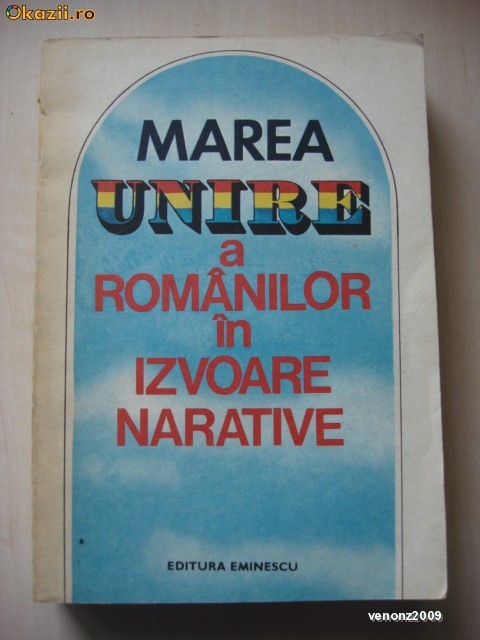 Okazii.ro
MAREA
UNIRE
a
ROMÂNILOR
în
IZVOARE
NARATIVE
EDITURA EMINESCU
venonz2009